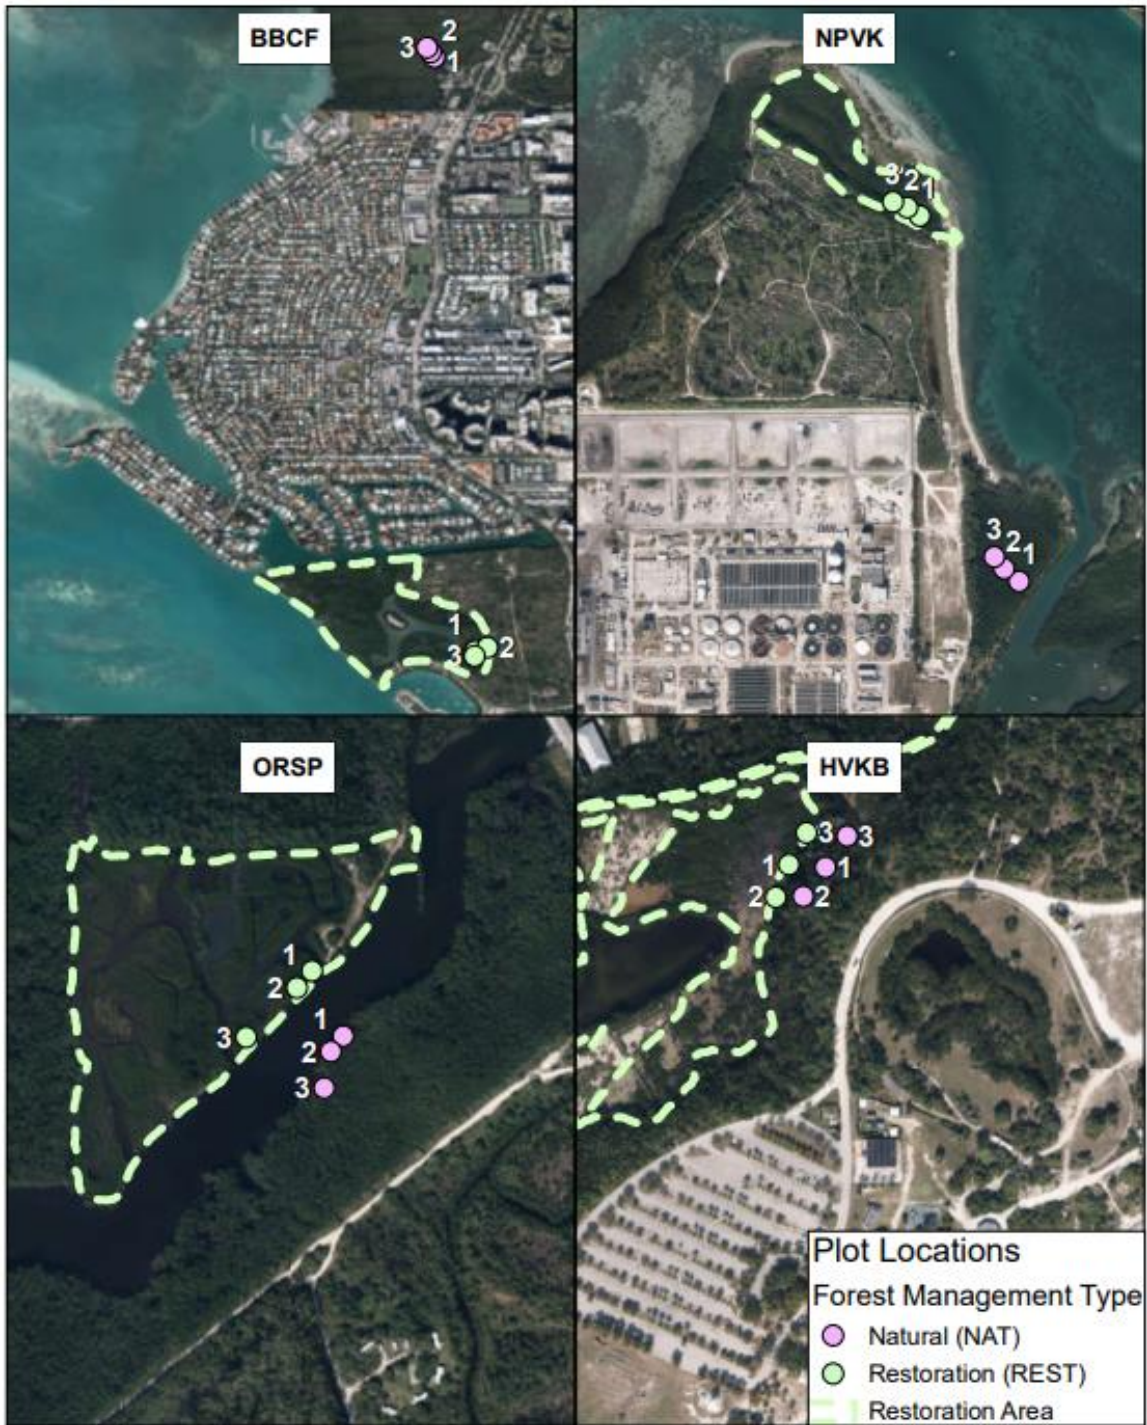 BBCF
2
3
1
NPVK
3 2 1
3
2
1
1
2
3
ORSP
1
2
3
1
2
3
HVKB
3
3
1
1
2
2
Plot Locations
Forest Management Type
Natural (NAT)
Restoration (REST)
Restoration Area